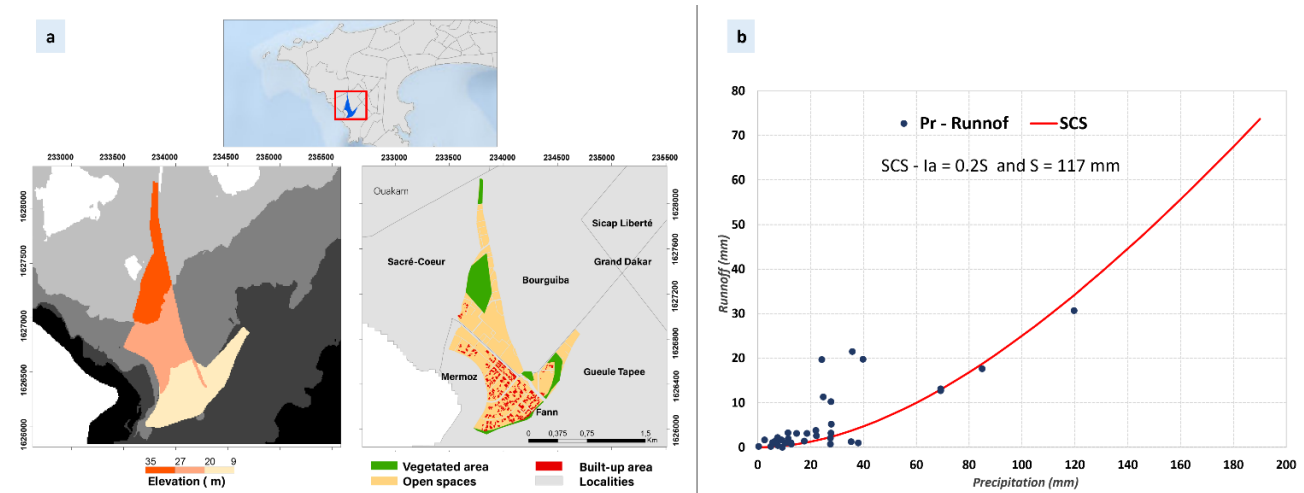 a
233000 233500 234000 234500 235000 235500
1628000
1627500
1627000
1626500
1626000
35 27 20 9
Elevation ( m)
233000 233500 234000 234500 235000 235500
Ouakam
Sicap Liberté
Sacré-Coeur
Grand Dakar
Bourguiba
Mermoz
Gueule Tapee
Fann
0 0,375 0,75 1,5
Km
1628000
1627600
1627200
1626800
1626400
1626000
Vegetated area
Built-up area
Open spaces
Localities
b
Pr - Runnof
SCS
SCS - Ia = 0.2S and S = 117 mm
Runnoff (mm)
80
70
60
50
40
30
20
10
0
0 20 40 60 80 100 120 140 160 180 200
Precipitation (mm)